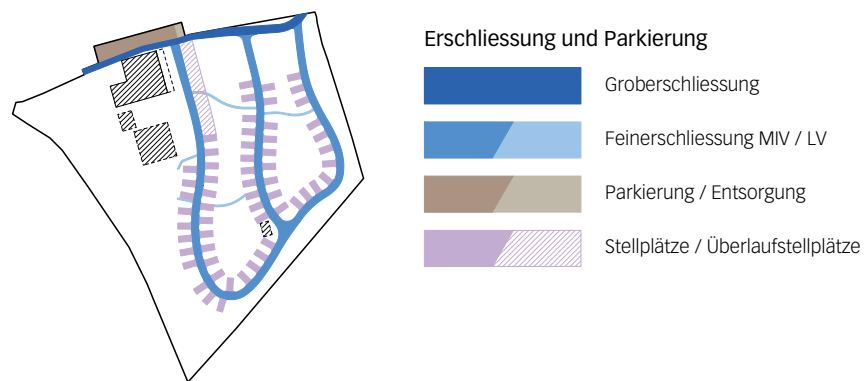 Erschliessung und Parkierung
Groberschliessung
Feinerschliessung MIV / LV
Parkierung / Entsorgung
Stellplätze / Überlaufstellplätze